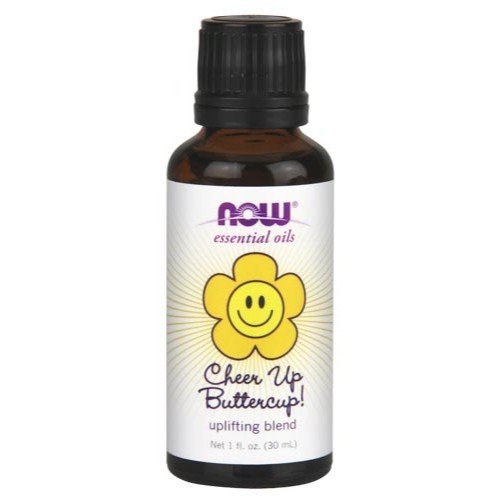 NOW®
essential oils
Cheer Up
Buttercup!
uplifting blend
Net 1 fl. oz. (30 mL)